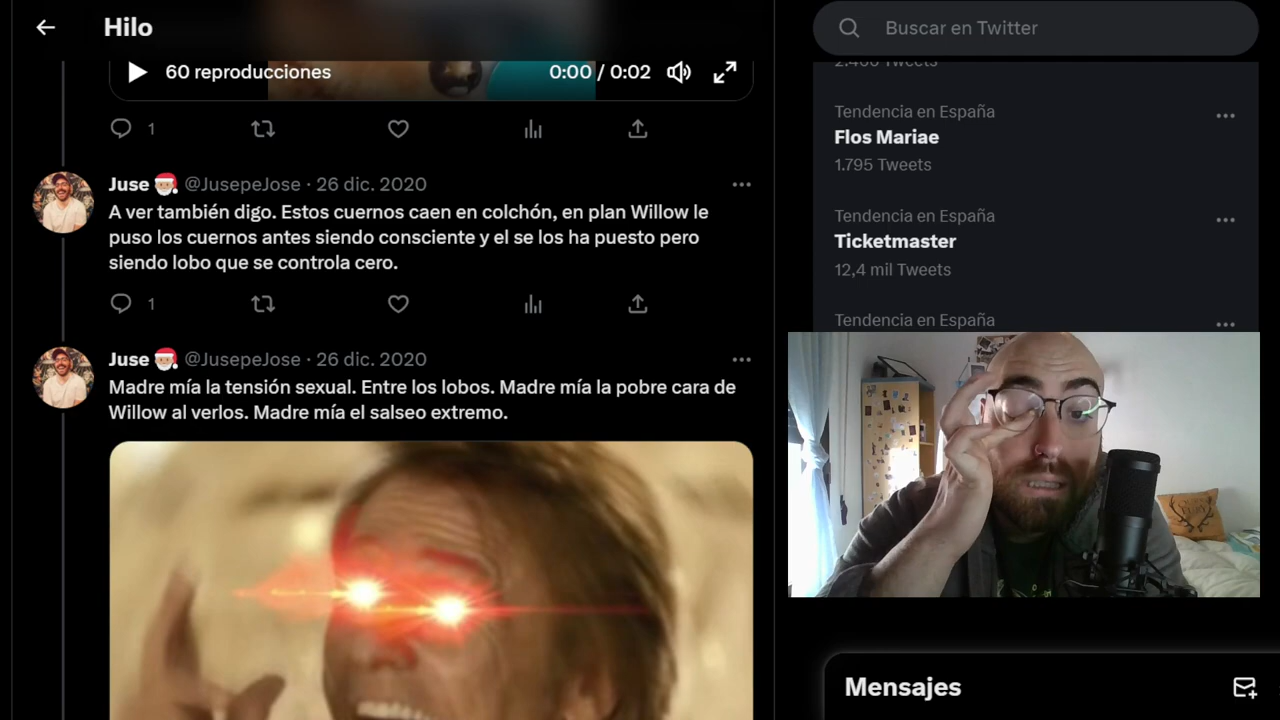 Hilo
60 reproducciones
0:00 / 0:02
1
Juse 🎅 @JusepeJose · 26 dic. 2020
A ver también digo. Estos cuernos caen en colchón, en plan Willow le
puso los cuernos antes siendo consciente y el se los ha puesto pero
siendo lobo que se controla cero.
1
Juse 🎅 @JusepeJose · 26 dic. 2020
Madre mía la tensión sexual. Entre los lobos. Madre mía la pobre cara de
Willow al verlos. Madre mía el salseo extremo.
Buscar en Twitter
2.400 Tweets
Tendencia en España
Flos Mariae
1.795 Tweets
Tendencia en España
Ticketmaster
12,4 mil Tweets
Tendencia en España
Mensajes